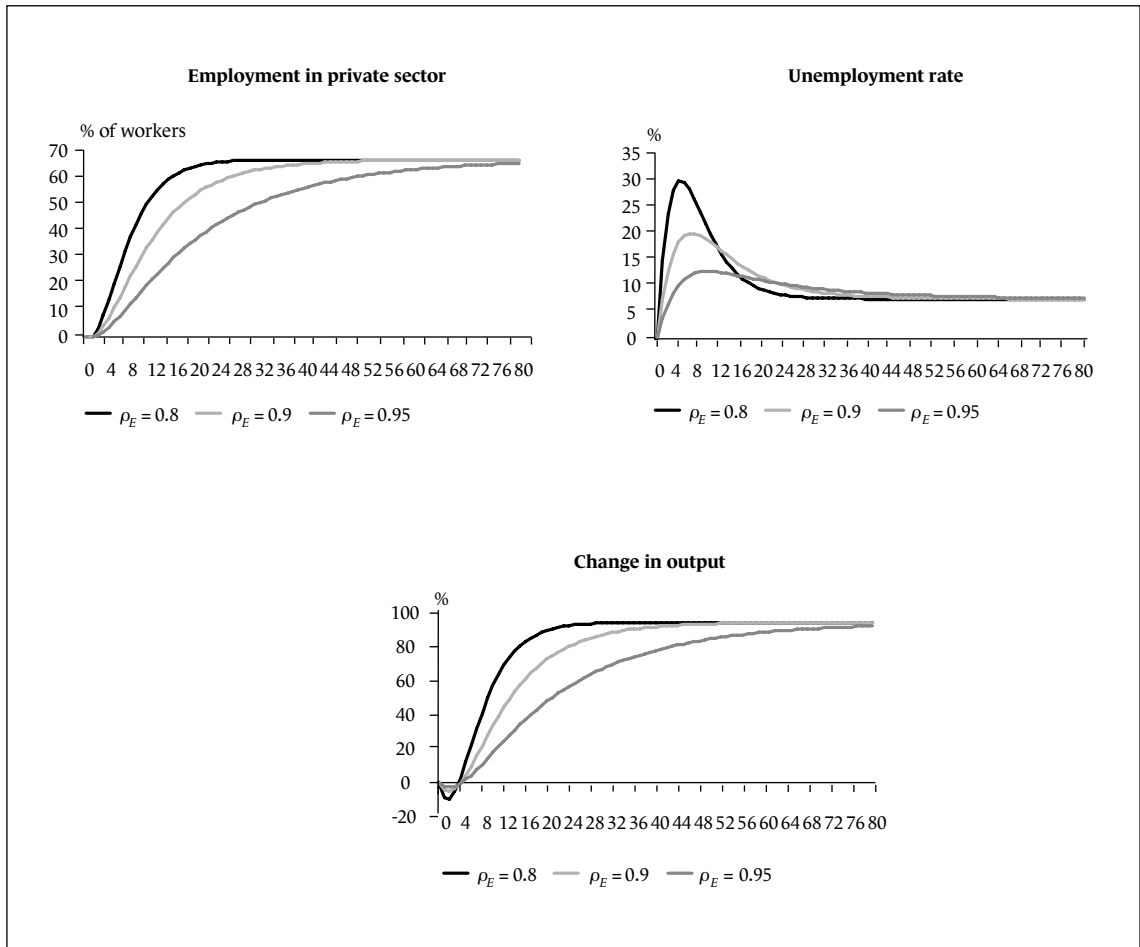 Employment in private sector
% of workers
70
60
50
40
30
20
10
0
0 4 8 12 16 20 24 28 32 36 40 44 48 52 56 60 64 68 72 76 80
ρE = 0.8 ρE = 0.9 ρE = 0.95
Unemployment rate
%
35
30
25
20
15
10
5
0
0 4 8 12 16 20 24 28 32 36 40 44 48 52 56 60 64 68 72 76 80
ρE = 0.8 ρE = 0.9 ρE = 0.95
Change in output
%
100
80
60
40
20
0
-20
0 4 8 12 16 20 24 28 32 36 40 44 48 52 56 60 64 68 72 76 80
ρE = 0.8 ρE = 0.9 ρE = 0.95